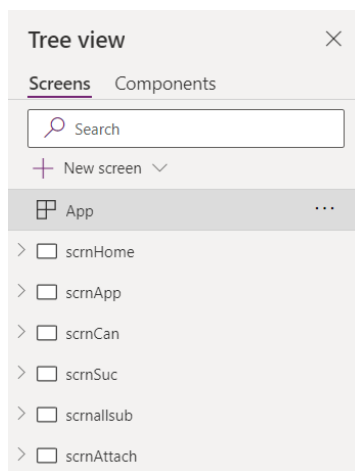 Tree view
Screens Components
Search
New screen
App
scrnHome
scrnApp
scrnCan
scrnSuc
scrnallsub
scrnAttach